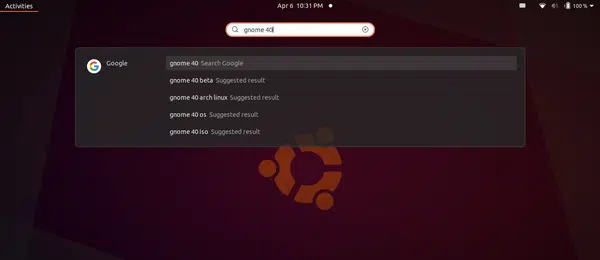 Activities Apr 6 10:31 PM 100 %
gnome 40
Google gnome 40 Search Google
gnome 40 beta Suggested result
gnome 40 arch linux Suggested result
gnome 40 os Suggested result
gnome 40 iso Suggested result